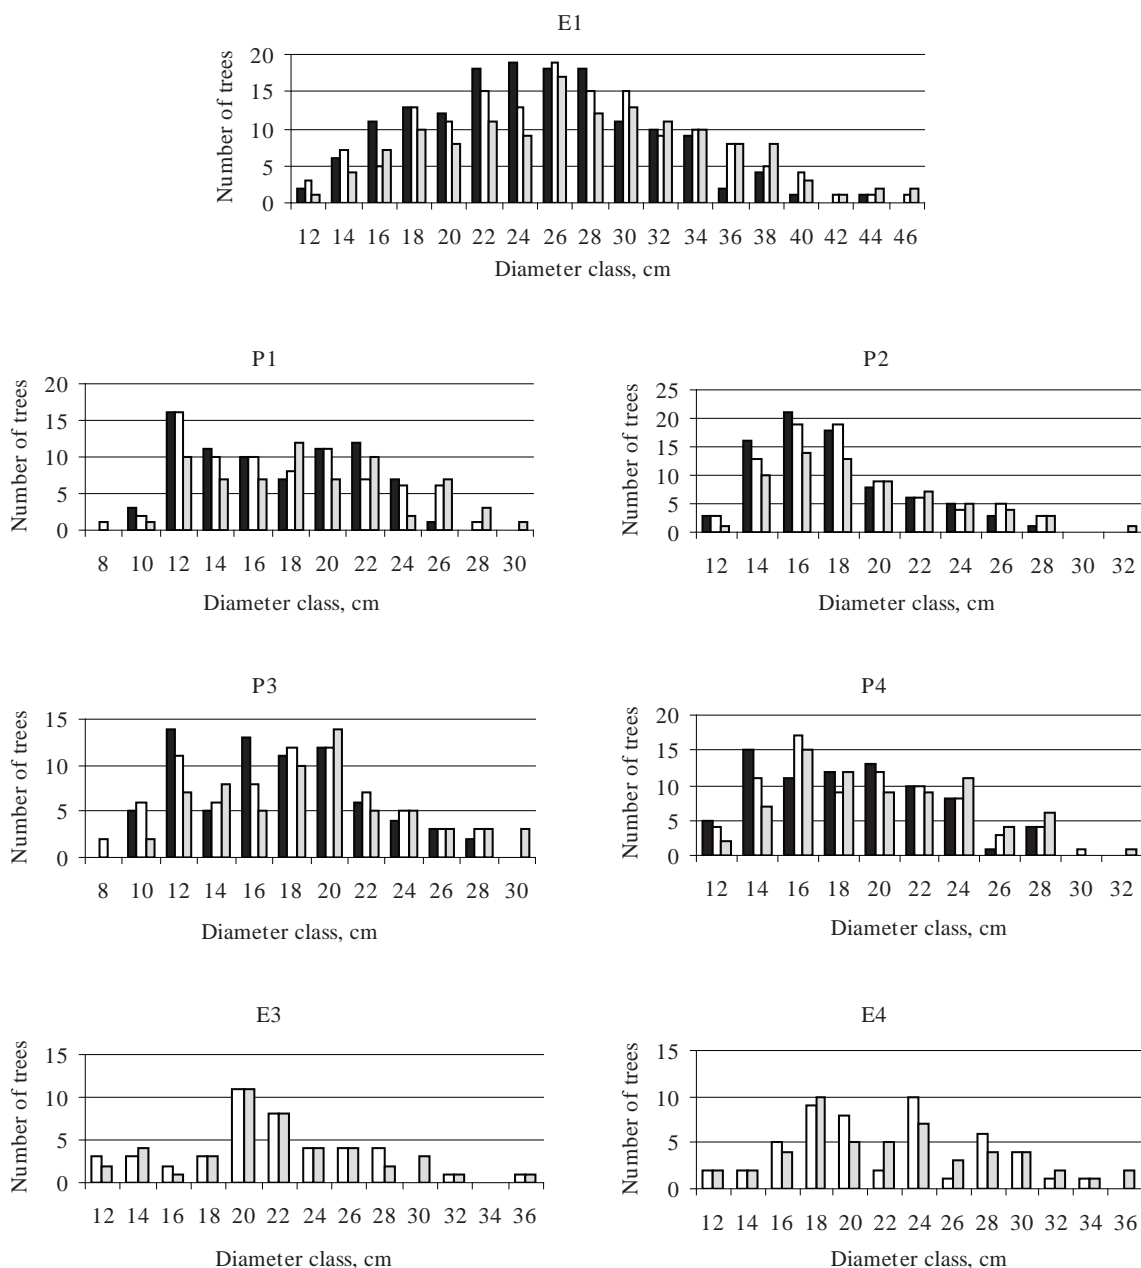 E1
Number of trees
20
15
10
5
0
12 14 16 18 20 22 24 26 28 30 32 34 36 38 40 42 44 46
Diameter class, cm
P1
Number of trees
20
15
10
5
0
8 10 12 14 16 18 20 22 24 26 28 30
Diameter class, cm
P2
Number of trees
25
20
15
10
5
0
12 14 16 18 20 22 24 26 28 30 32
Diameter class, cm
P3
Number of trees
15
10
5
0
8 10 12 14 16 18 20 22 24 26 28 30
Diameter class, cm
P4
Number of trees
20
15
10
5
0
12 14 16 18 20 22 24 26 28 30 32
Diameter class, cm
E3
Number of trees
15
10
5
0
12 14 16 18 20 22 24 26 28 30 32 34 36
Diameter class, cm
E4
Number of trees
15
10
5
0
12 14 16 18 20 22 24 26 28 30 32 34 36
Diameter class, cm